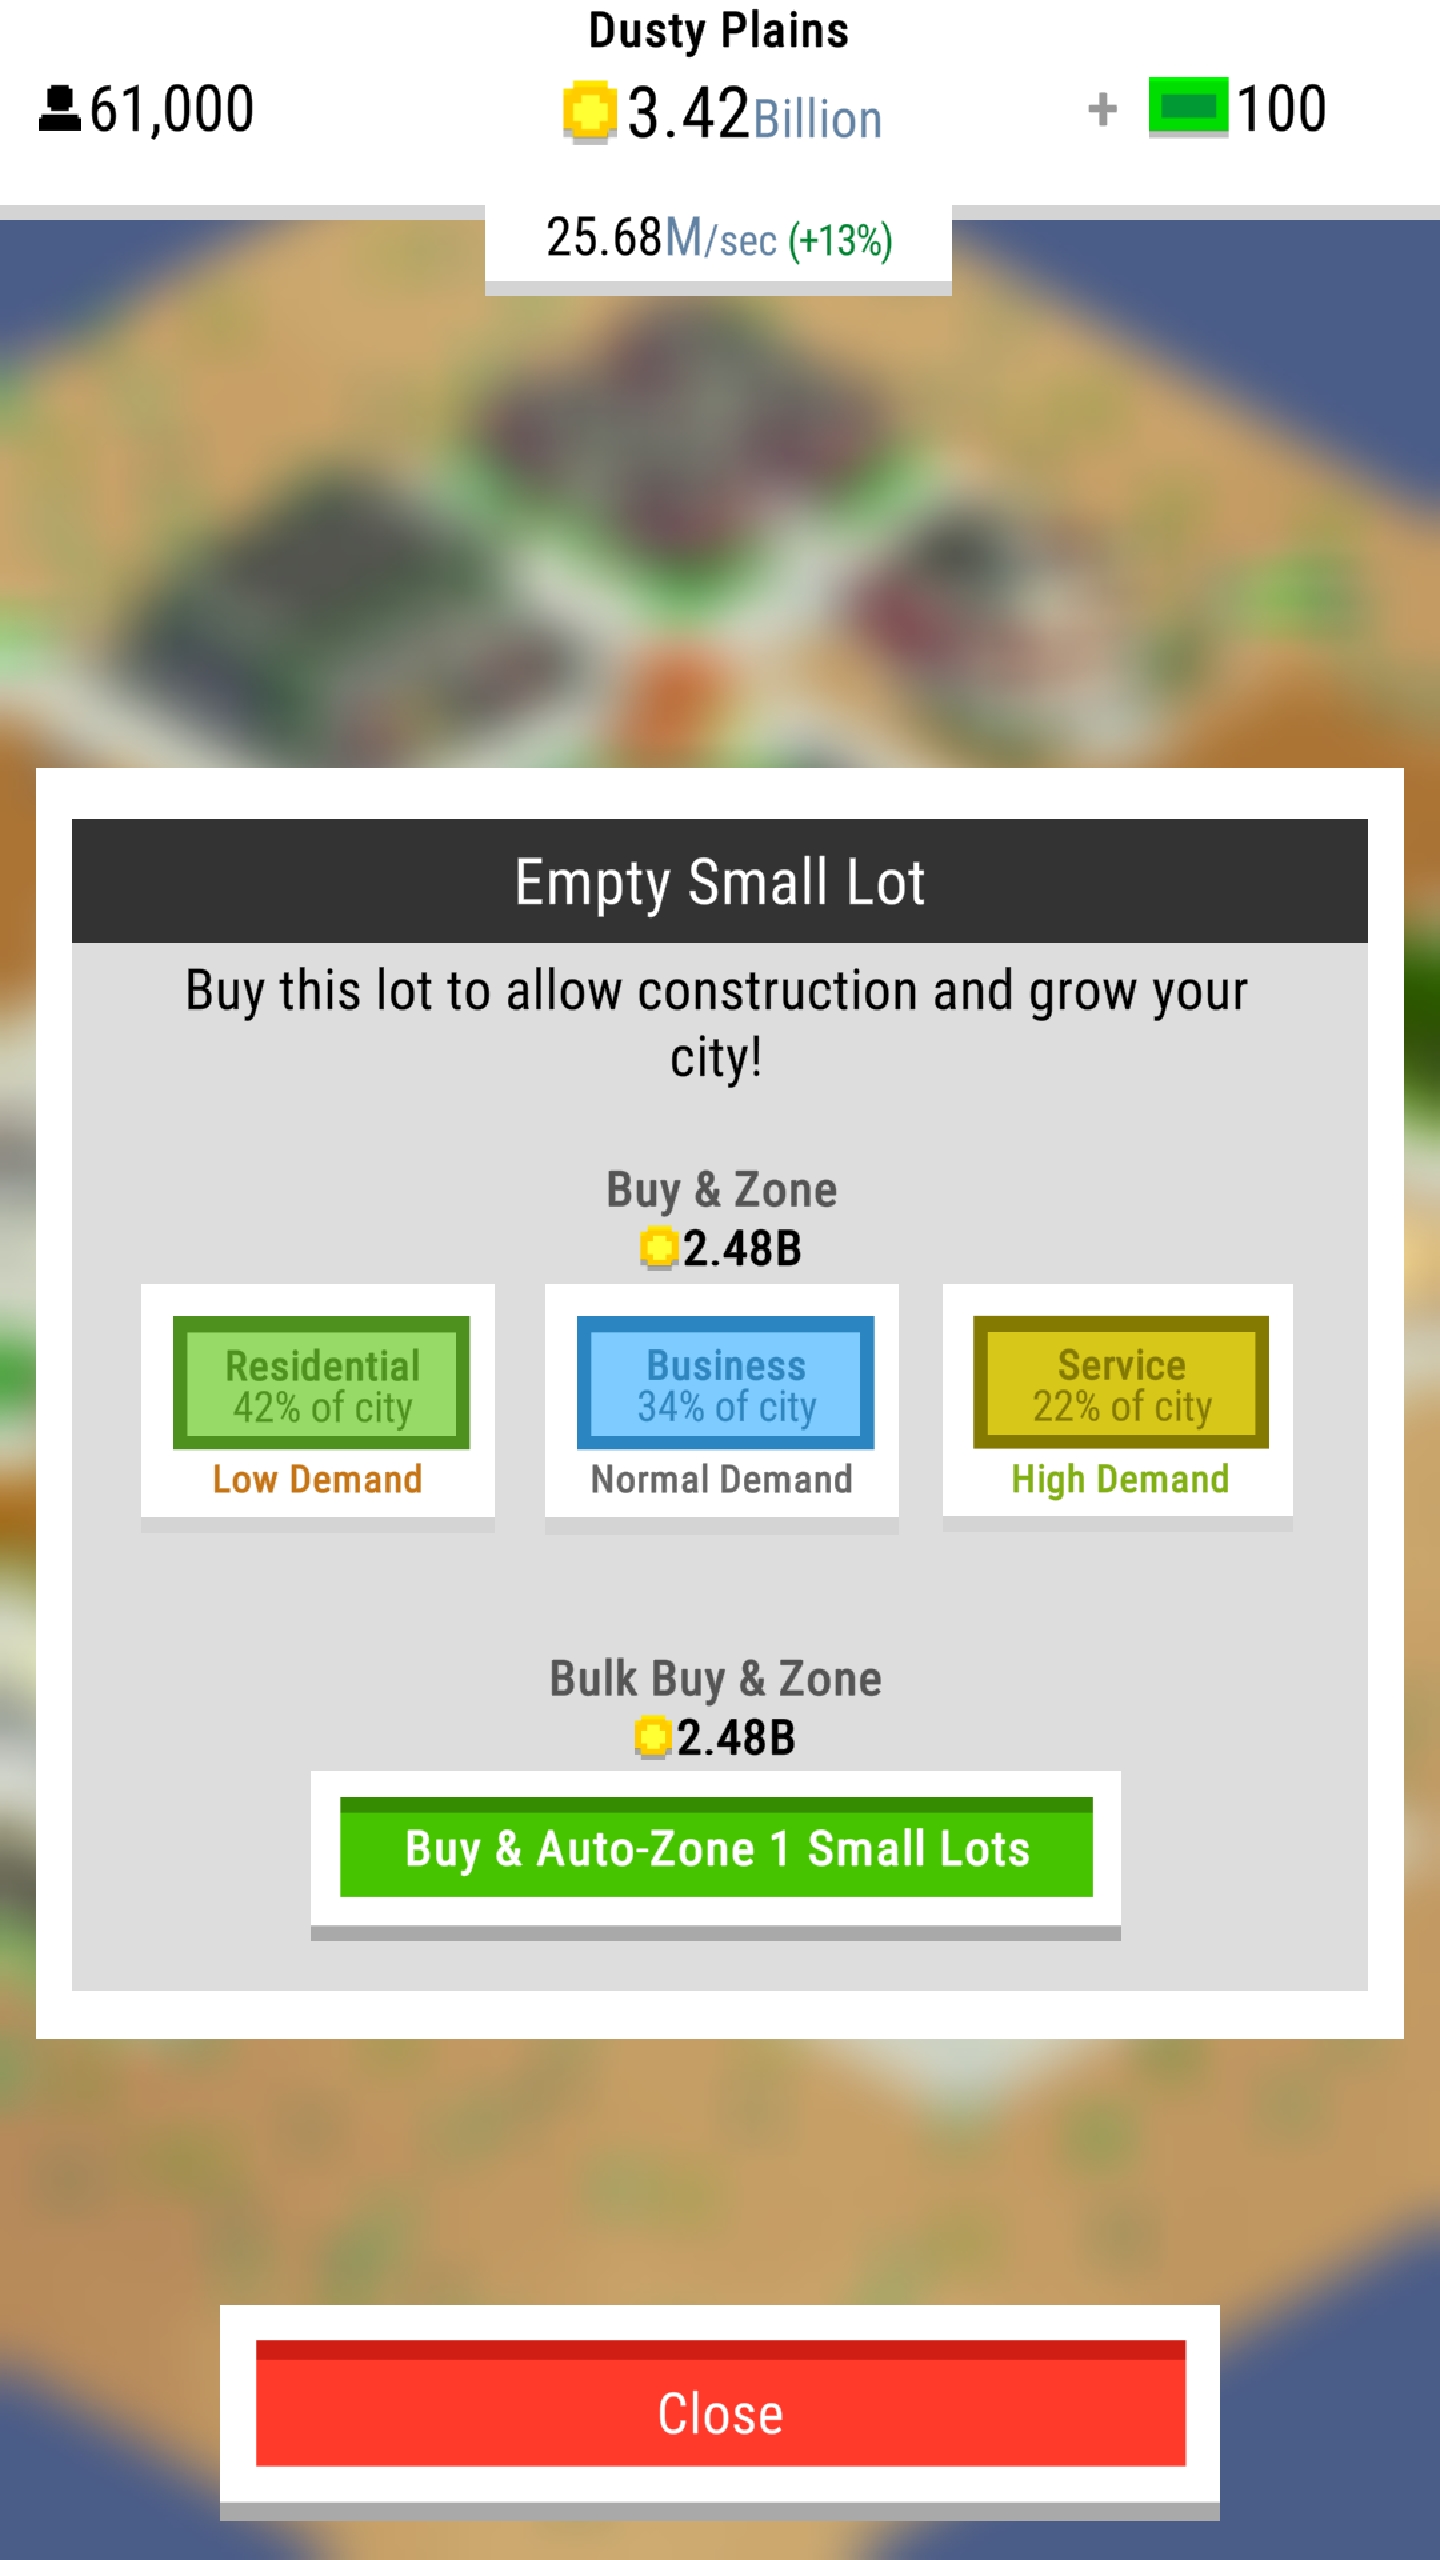 Dusty Plains
61,000
3.42Billion
+ 100
25.68M/sec (+13%)
Empty Small Lot
Buy this lot to allow construction and grow your
city!
Buy & Zone
2.48B
Residential
42% of city
Low Demand
Business
34% of city
Normal Demand
Service
22% of city
High Demand
Bulk Buy & Zone
2.48B
Buy & Auto-Zone 1 Small Lots
Close